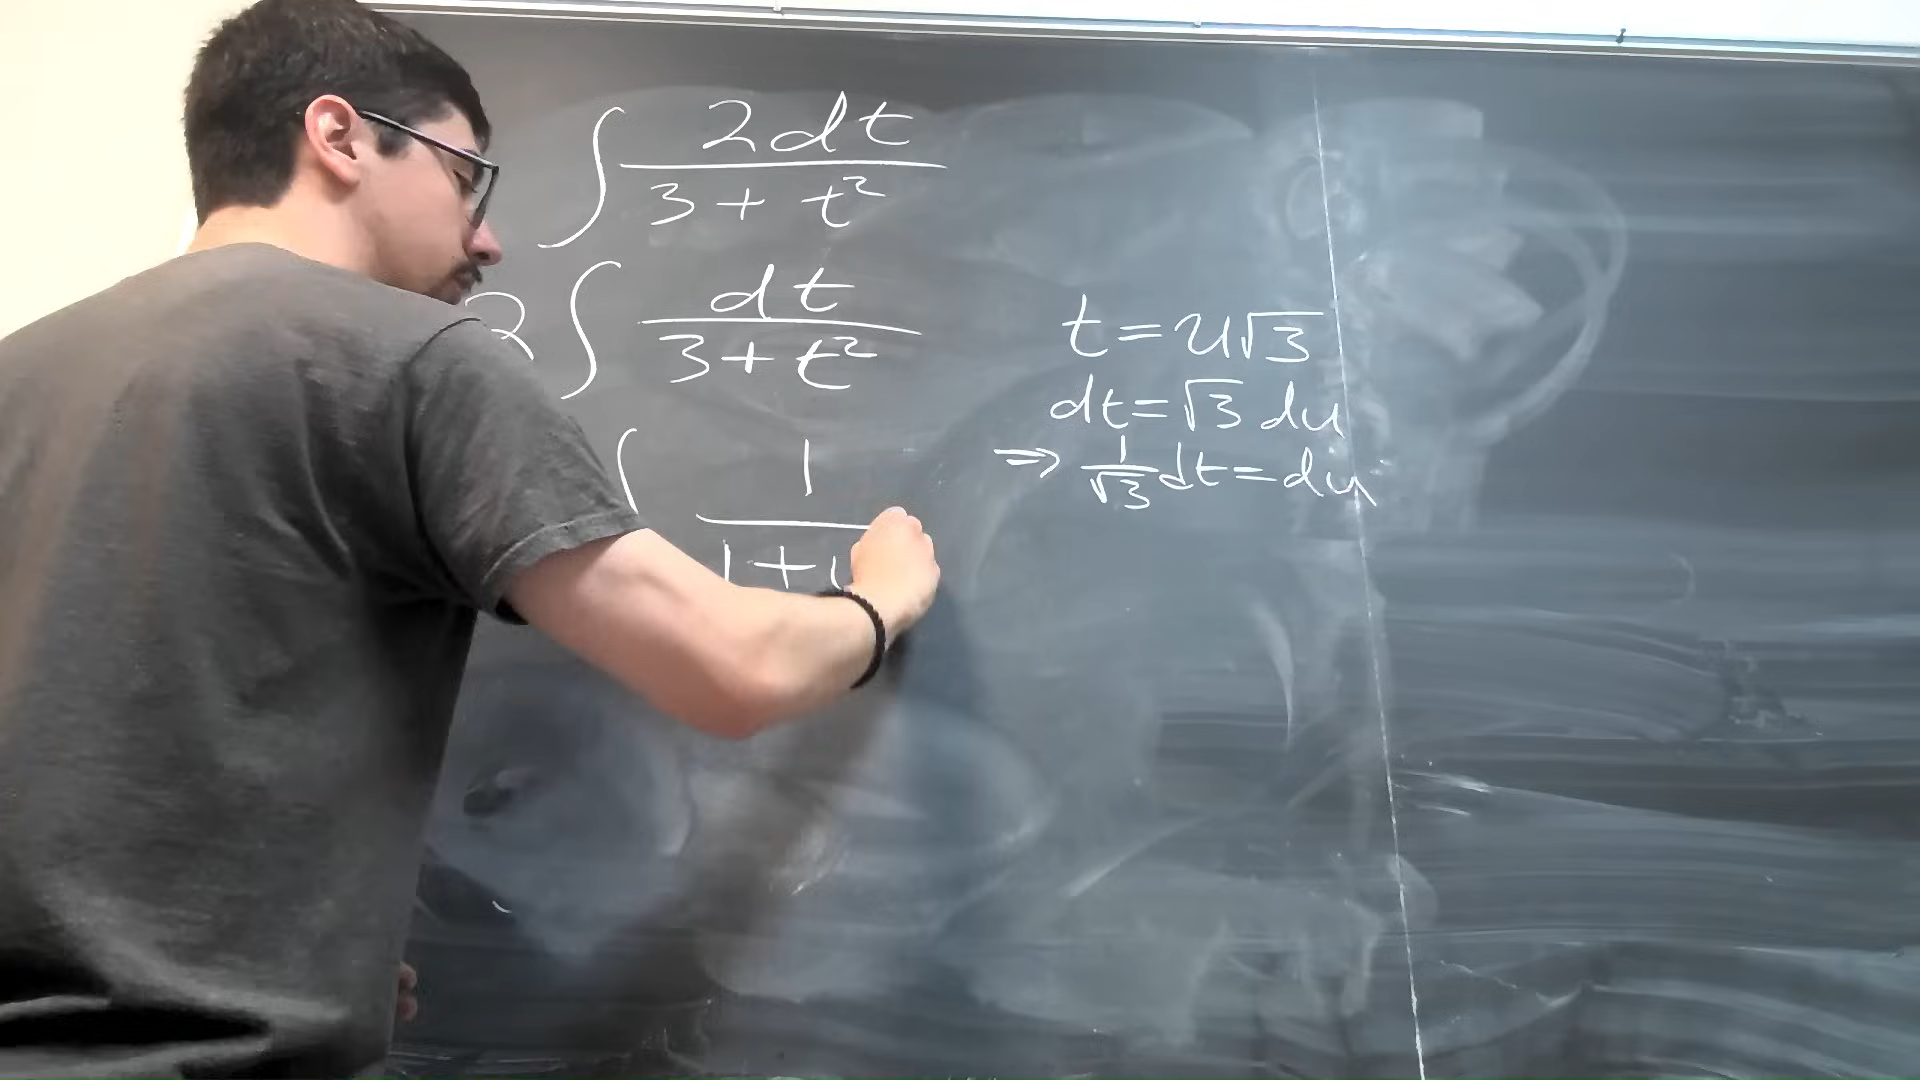 ∫ 2dt / (3 + t²)
2 ∫ dt / (3 + t²)
t = u√3
dt = √3 du
∫ 1 / (1 +
⇒ 1/√3 dt = du